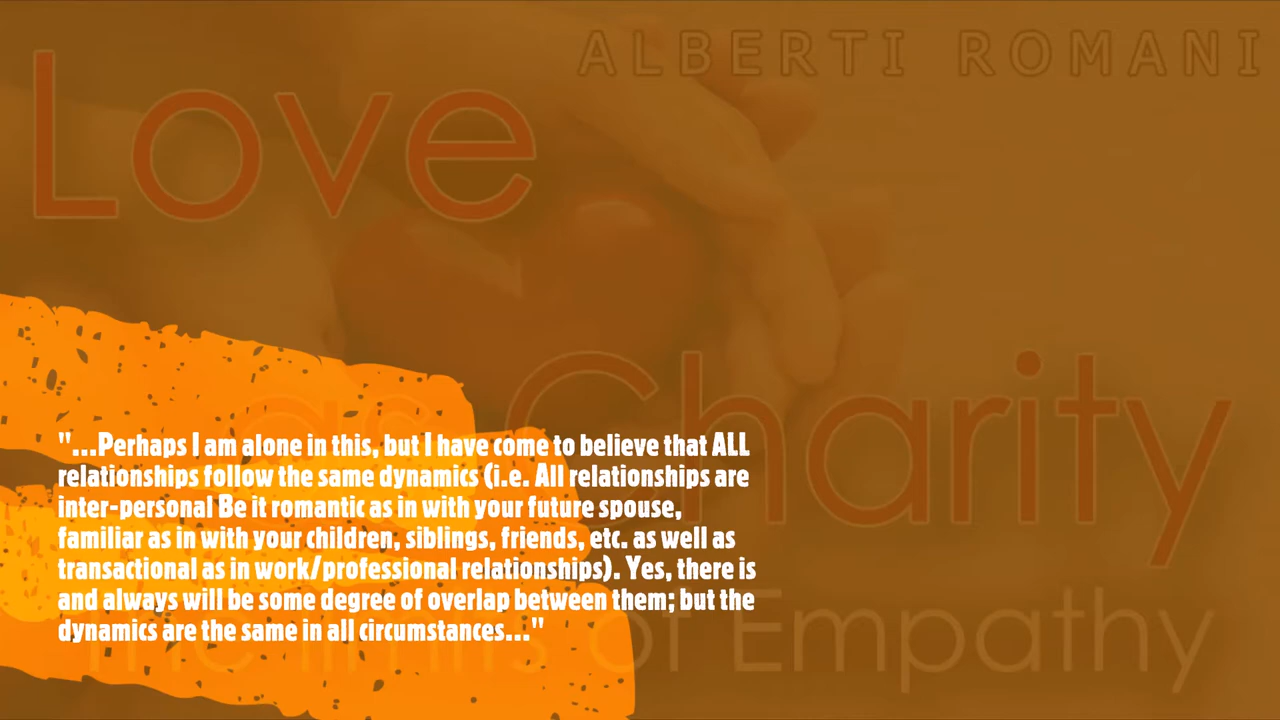 ALBERTI ROMANI
Love
as Charity
The limits of Empathy
"...Perhaps I am alone in this, but I have come to believe that ALL
relationships follow the same dynamics (i.e. All relationships are
inter-personal Be it romantic as in with your future spouse,
familiar as in with your children, siblings, friends, etc. as well as
transactional as in work/professional relationships). Yes, there is
and always will be some degree of overlap between them; but the
dynamics are the same in all circumstances..."